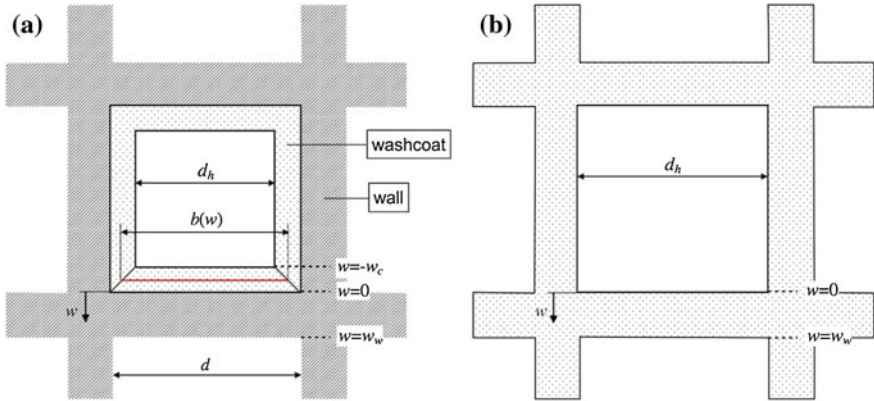 (a)
washcoat
d_h
wall
b(w)
w=-w_c
w=0
w
w=w_w
d
(b)
d_h
w=0
w
w=w_w